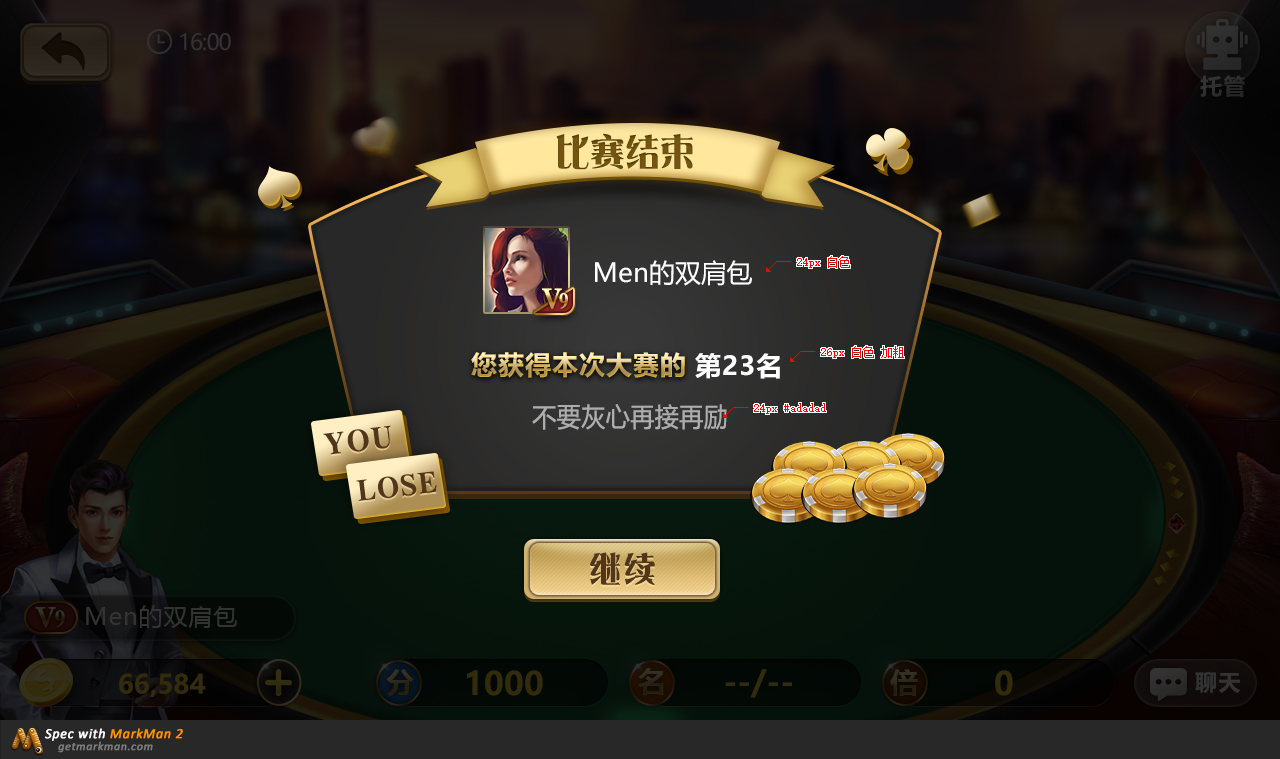 16:00
托管
比赛结束
V9
Men的双肩包
24px 白色
您获得本次大赛的 第23名
26px 白色 加粗
不要灰心再接再励
24px #adadad
YOU
LOSE
继续
V9 Men的双肩包
66,584
分 1000
名 --/--
倍 0
聊天
Spec with MarkMan 2
getmarkman.com